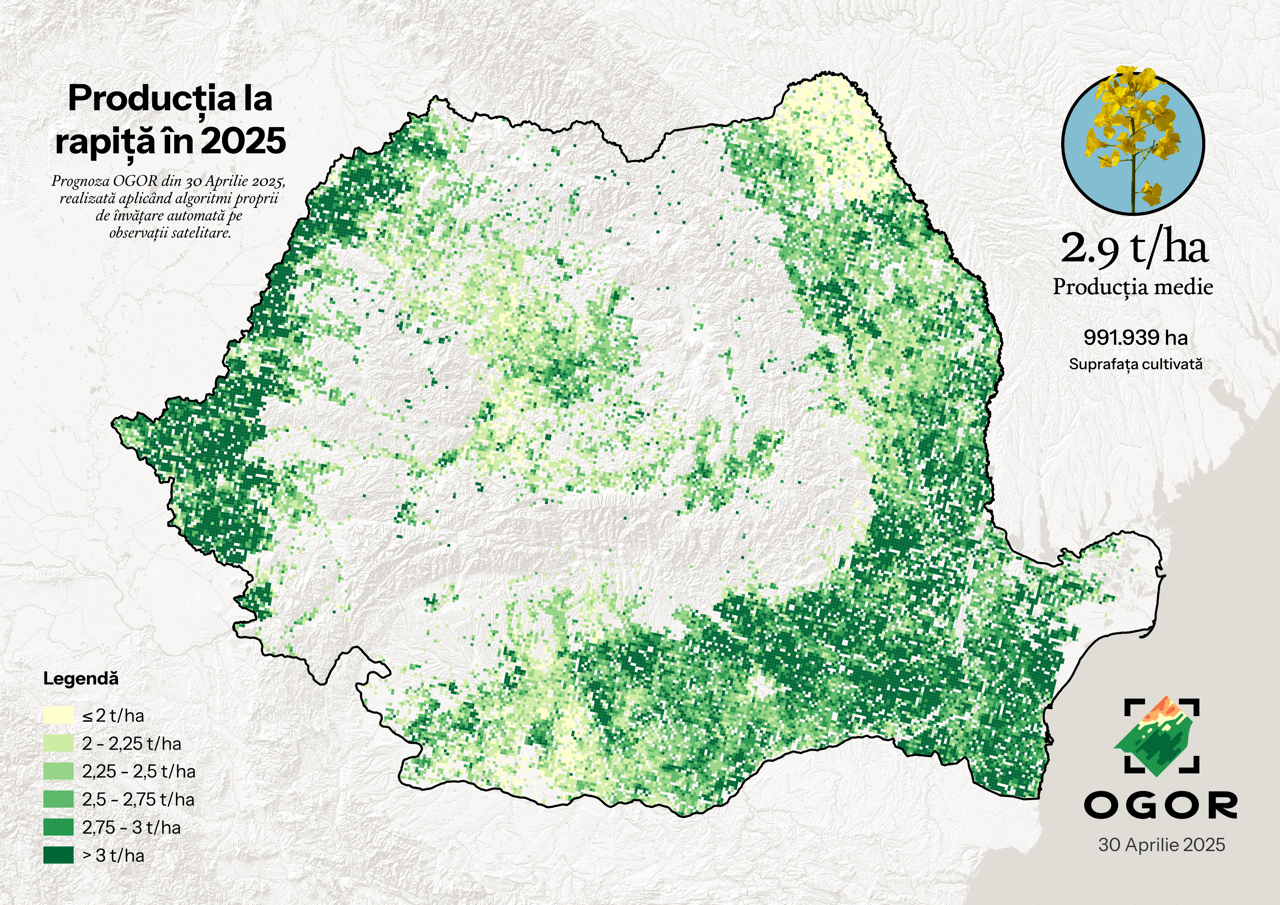 Producția la
rapiță în 2025
Prognoza OGOR din 30 Aprilie 2025,
realizată aplicând algoritmi proprii
de învățare automată pe
observații satelitare.
2.9 t/ha
Producția medie
991.939 ha
Suprafața cultivată
Legendă
≤ 2 t/ha
2 - 2,25 t/ha
2,25 - 2,5 t/ha
2,5 - 2,75 t/ha
2,75 - 3 t/ha
> 3 t/ha
OGOR
30 Aprilie 2025